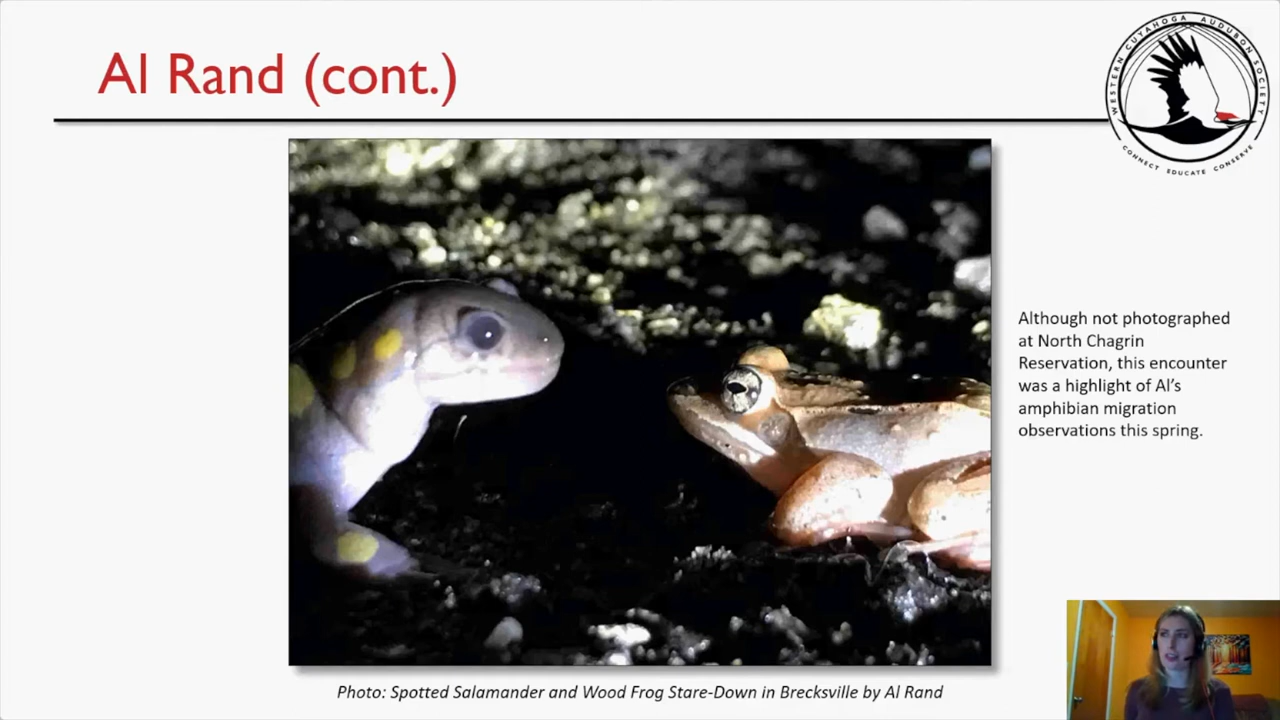 Al Rand (cont.)
WESTERN CUYAHOGA AUDUBON SOCIETY
CONNECT EDUCATE CONSERVE
Although not photographed
at North Chagrin
Reservation, this encounter
was a highlight of Al’s
amphibian migration
observations this spring.
Photo: Spotted Salamander and Wood Frog Stare-Down in Brecksville by Al Rand